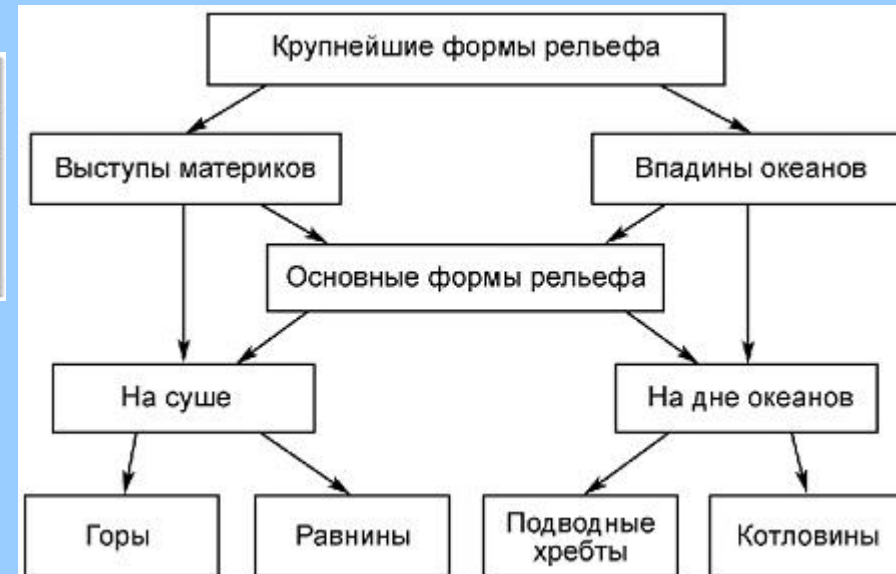 Крупнейшие формы рельефа
Выступы материков
Впадины океанов
Основные формы рельефа
На суше
На дне океанов
Горы
Равнины
Подводные
хребты
Котловины